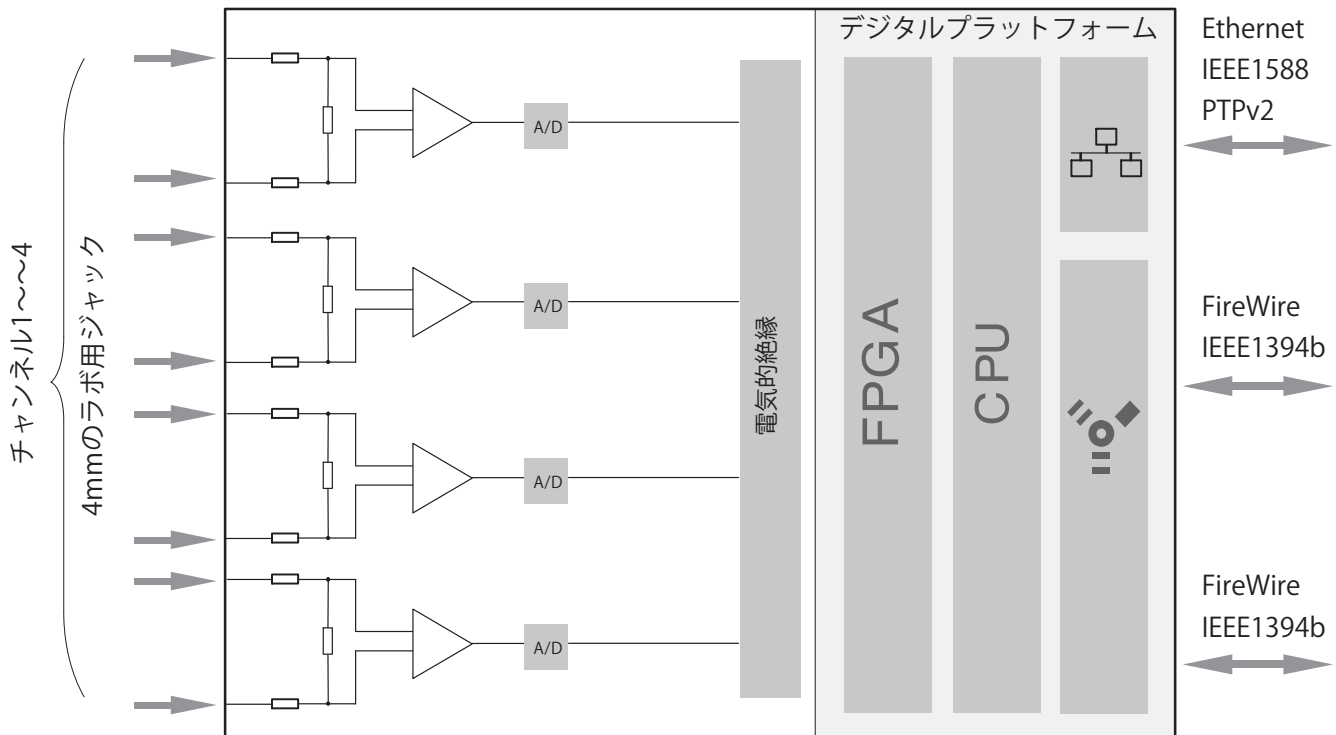 チャンネル1～～4
4mmのラボ用ジャック
A/D
A/D
A/D
A/D
電気的絶縁
デジタルプラットフォーム
FPGA
CPU
Ethernet
IEEE1588
PTPv2
FireWire
IEEE1394b
FireWire
IEEE1394b